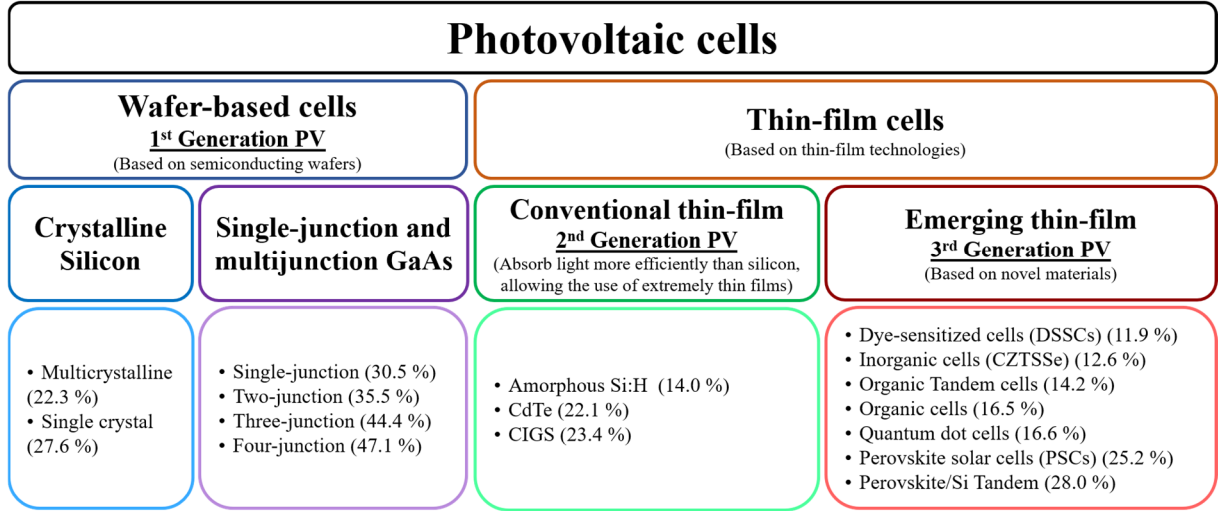 Photovoltaic cells
Wafer-based cells
1st Generation PV
(Based on semiconducting wafers)
Thin-film cells
(Based on thin-film technologies)
Crystalline
Silicon
Single-junction and
multijunction GaAs
Conventional thin-film
2nd Generation PV
(Absorb light more efficiently than silicon,
allowing the use of extremely thin films)
Emerging thin-film
3rd Generation PV
(Based on novel materials)
• Multicrystalline
(22.3 %)
• Single crystal
(27.6 %)
• Single-junction (30.5 %)
• Two-junction (35.5 %)
• Three-junction (44.4 %)
• Four-junction (47.1 %)
• Amorphous Si:H (14.0 %)
• CdTe (22.1 %)
• CIGS (23.4 %)
• Dye-sensitized cells (DSSCs) (11.9 %)
• Inorganic cells (CZTSSe) (12.6 %)
• Organic Tandem cells (14.2 %)
• Organic cells (16.5 %)
• Quantum dot cells (16.6 %)
• Perovskite solar cells (PSCs) (25.2 %)
• Perovskite/Si Tandem (28.0 %)